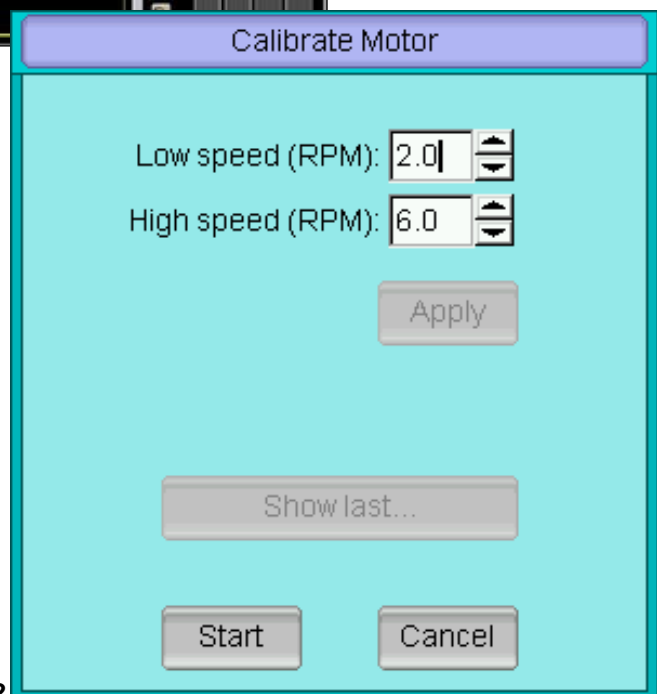 Calibrate Motor
Low speed (RPM): 2.0
High speed (RPM): 6.0
Apply
Show last...
Start Cancel